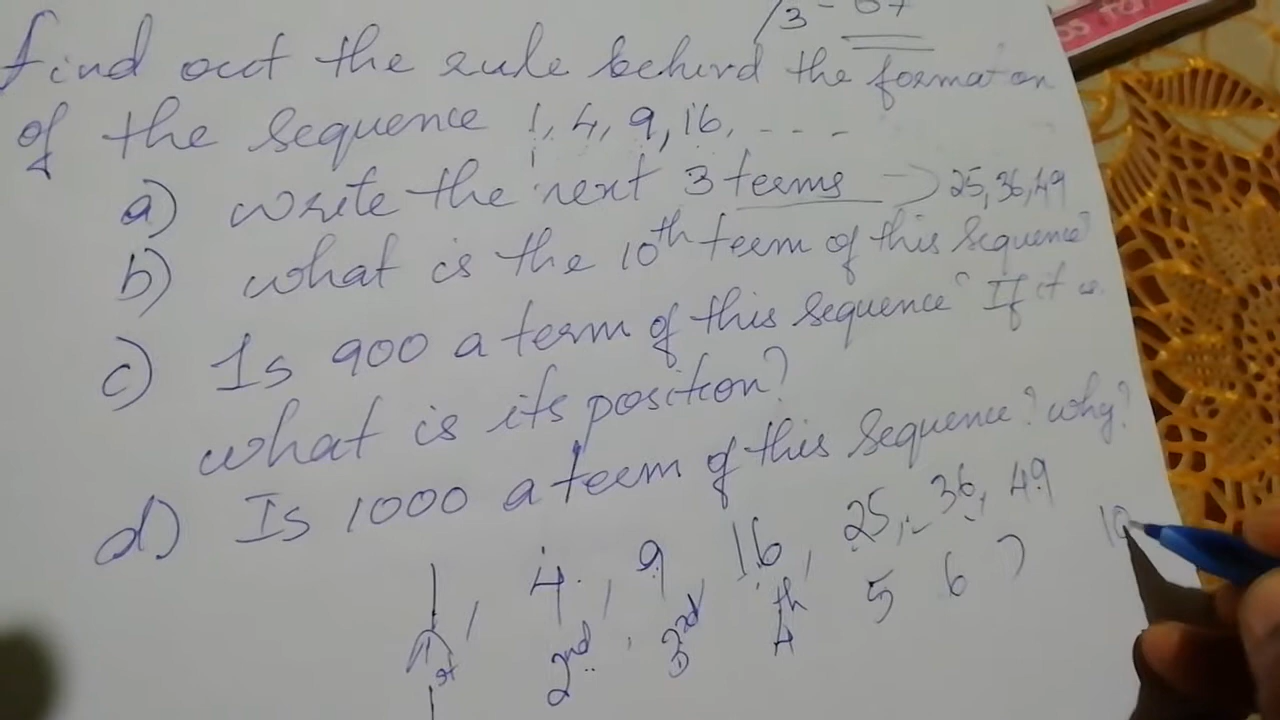 Find out the rule behind the formation
of the sequence 1, 4, 9, 16, - - -
a) write the next 3 terms -> 25, 36, 49
b) what is the 10th term of this sequence?
c) Is 900 a term of this sequence? If it is
what is its position?
d) Is 1000 a term of this sequence? why?
1, 4, 9, 16, 25, 36, 49
1st 2nd, 3rd 4th 5 6 7 10